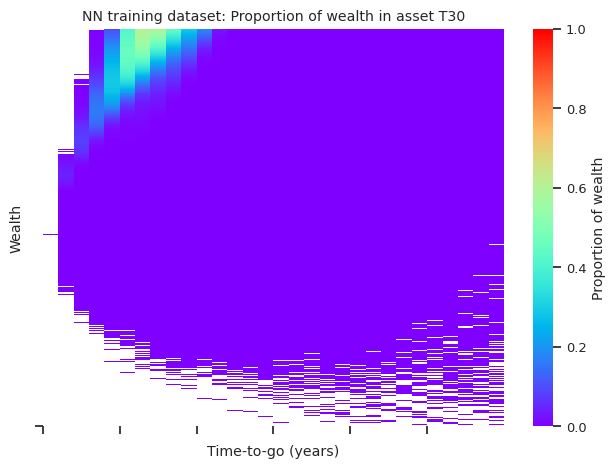 NN training dataset: Proportion of wealth in asset T30
Wealth
Time-to-go (years)
1.0
0.8
0.6
0.4
0.2
0.0
Proportion of wealth